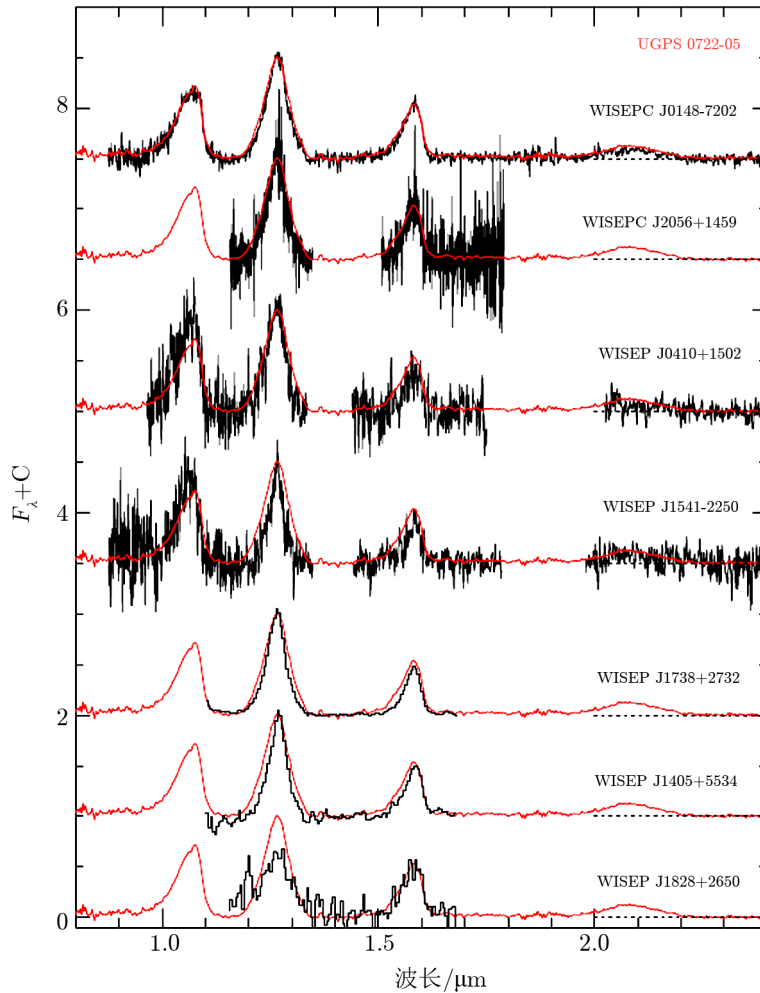 UGPS 0722-05
8
WISEPC J0148-7202
WISEPC J2056+1459
6
WISEP J0410+1502
F_λ+C
WISEP J1541-2250
4
WISEP J1738+2732
2
WISEP J1405+5534
WISEP J1828+2650
0
1.0 1.5 2.0
波长/μm